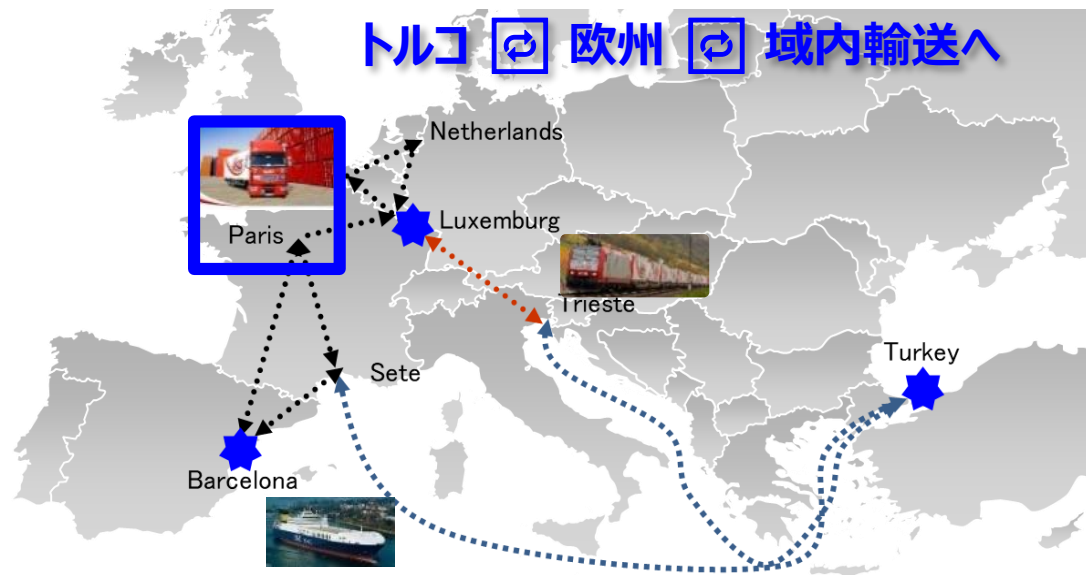 トルコ 🔁 欧州 🔁 域内輸送へ
Netherlands
Luxemburg
Paris
Trieste
Turkey
Sete
Barcelona